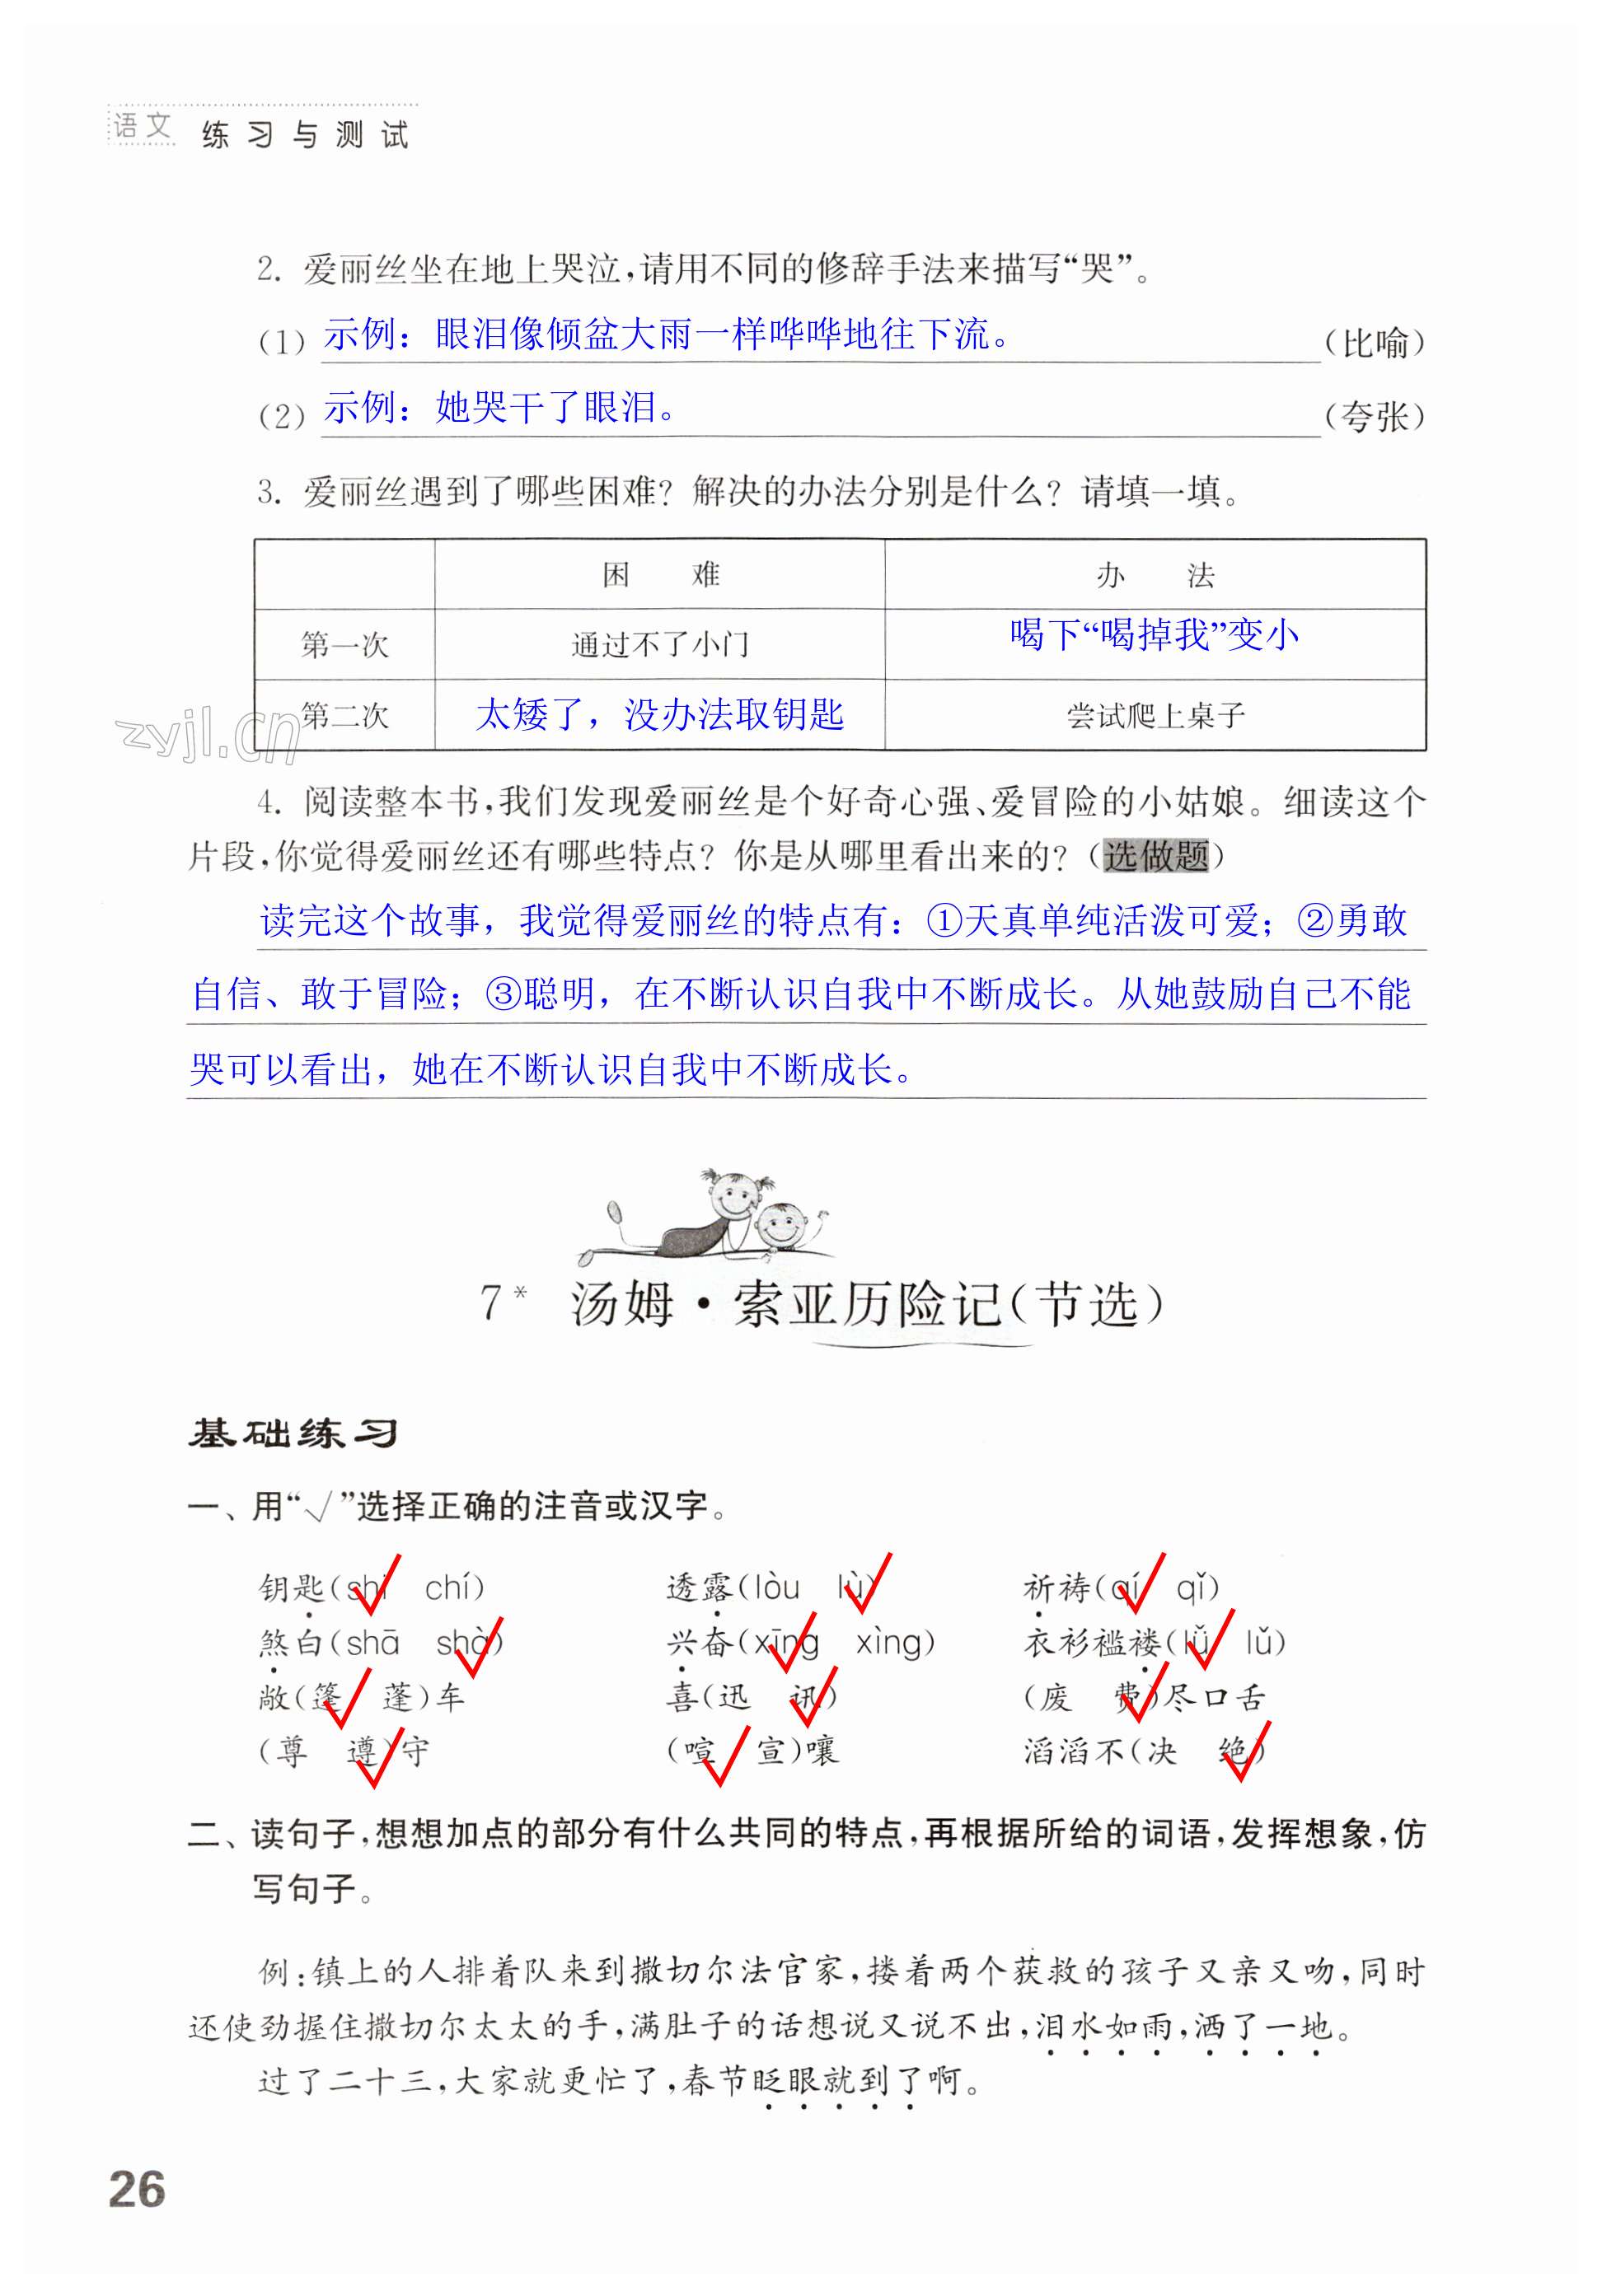 语文 练习与测试
2. 爱丽丝坐在地上哭泣,请用不同的修辞手法来描写“哭”。
(1) 示例：眼泪像倾盆大雨一样哗哗地往下流。 (比喻)
(2) 示例：她哭干了眼泪。 (夸张)
3. 爱丽丝遇到了哪些困难？解决的办法分别是什么？请填一填。
困 难 办 法
第一次 通过不了小门 喝下“喝掉我”变小
第二次 太矮了，没办法取钥匙 尝试爬上桌子
zyjl.cn
4. 阅读整本书,我们发现爱丽丝是个好奇心强、爱冒险的小姑娘。细读这个
片段,你觉得爱丽丝还有哪些特点？你是从哪里看出来的？(选做题)
读完这个故事，我觉得爱丽丝的特点有：①天真单纯活泼可爱；②勇敢
自信、敢于冒险；③聪明，在不断认识自我中不断成长。从她鼓励自己不能
哭可以看出，她在不断认识自我中不断成长。
7* 汤姆·索亚历险记(节选)
基础练习
一、用“√”选择正确的注音或汉字。
钥匙(shi chí) 透露(lòu lù) 祈祷(qí qǐ)
煞白(shā shà) 兴奋(xīng xìng) 衣衫褴褛(lǚ lǔ)
敞(篷 蓬)车 喜(迅 讯) (废 费)尽口舌
(尊 遵)守 (喧 宣)嚷 滔滔不(决 绝)
二、读句子,想想加点的部分有什么共同的特点,再根据所给的词语,发挥想象,仿
写句子。
例:镇上的人排着队来到撒切尔法官家,搂着两个获救的孩子又亲又吻,同时
还使劲握住撒切尔太太的手,满肚子的话想说又说不出,泪水如雨,洒了一地。
过了二十三,大家就更忙了,春节眨眼就到了啊。
26